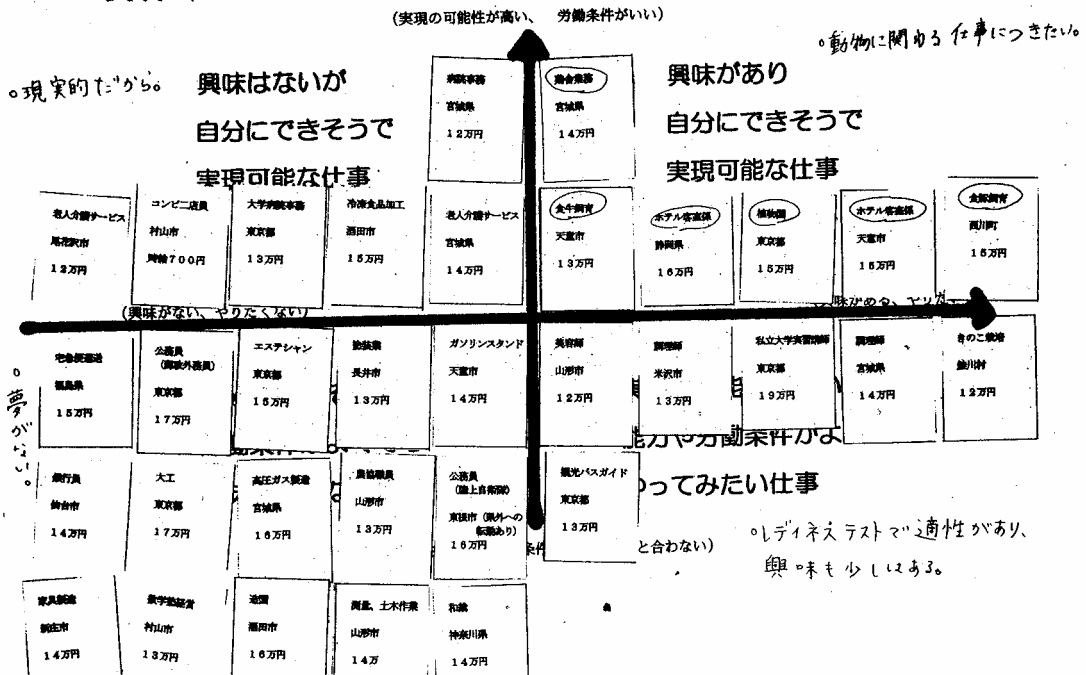 (実現の可能性が高い、 労働条件がいい)
。動物に関わる仕事につきたい。
。現実的だから。
興味はないが
自分にできそうで
実現可能な仕事
興味があり
自分にできそうで
実現可能な仕事
病院事務
宮城県
12万円
宮城県
14万円
老人介護サービス
尾花沢市
12万円
コンビニ店員
村山市
時給700円
大学病院事務
東京都
13万円
冷凍食品加工
酒田市
15万円
老人介護サービス
宮城県
14万円
食牛飼育
天童市
13万円
ホテル客室係
静岡県
16万円
植物園
東京都
15万円
ホテル客室係
天童市
15万円
食豚飼育
西川町
15万円
(興味がない、やりたくない)
宅急便運送
福島県
15万円
公務員
(郵政外務員)
東京都
17万円
エステシャン
東京都
15万円
塗装業
長井市
13万円
ガソリンスタンド
天童市
14万円
美容師
山形市
12万円
調理師
米沢市
13万円
私立大学実習講師
東京都
19万円
調理師
宮城県
14万円
きのこ栽培
鮭川村
12万円
。夢がない。
能力や労働条件がよ
ってみたい仕事
銀行員
仙台市
14万円
大工
東京都
17万円
高圧ガス製造
宮城県
16万円
農協職員
山形市
13万円
公務員
(陸上自衛隊)
東根市(県外への
転勤あり)
16万円
観光バスガイド
東京都
13万円
と合わない)
。レディネステストで適性があり、
興味も少しはある。
家具製造
新庄市
14万円
数学塾経営
村山市
13万円
造園
酒田市
16万円
測量、土木作業
山形市
14万
和裁
神奈川県
14万円